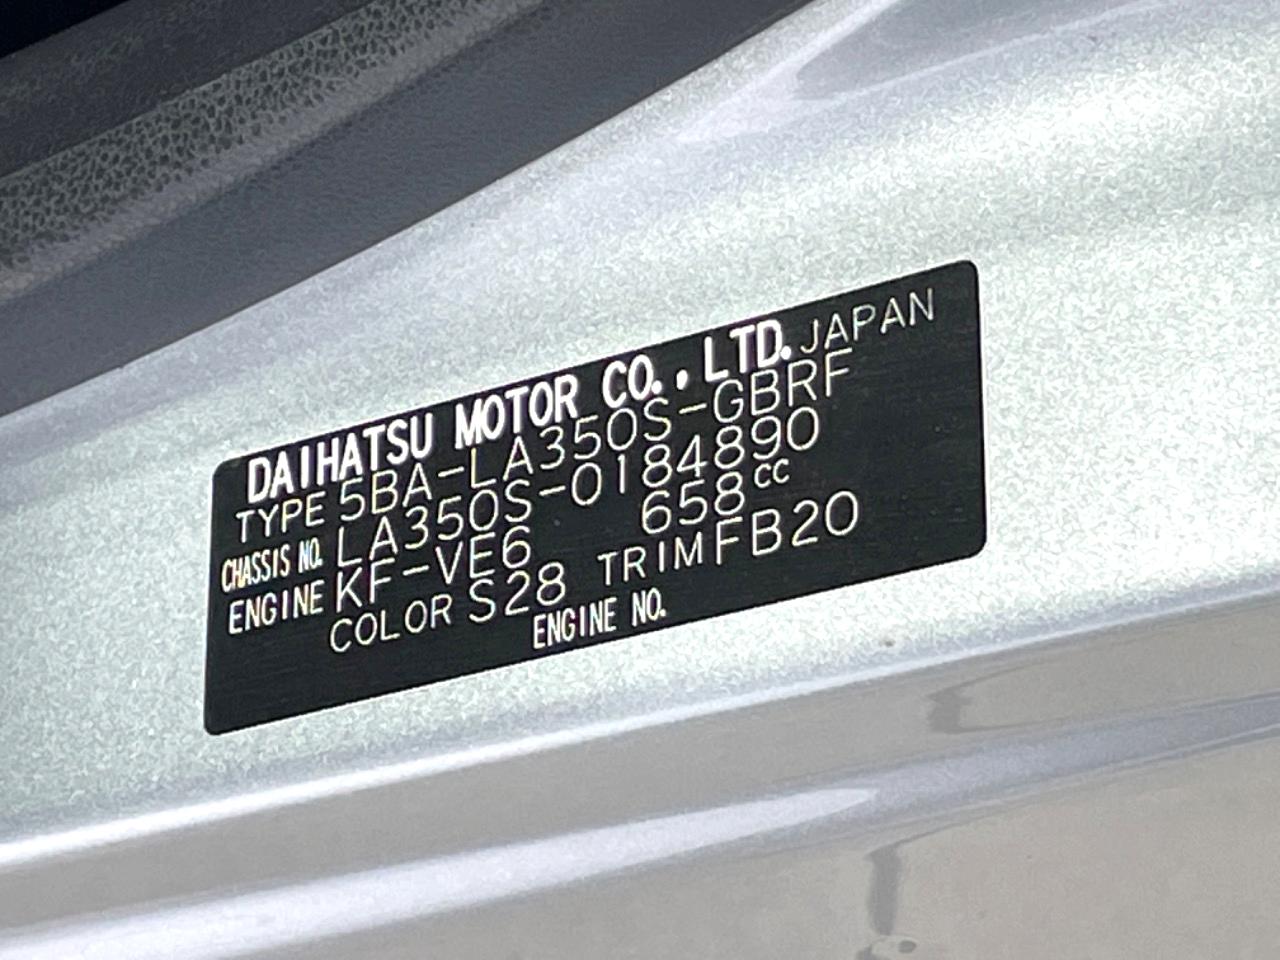 DAIHATSU MOTOR CO., LTD. JAPAN
TYPE 5BA-LA350S-GBRF
CHASSIS NO. LA350S-0184890
ENGINE KF-VE6 658cc
COLOR S28 TRIM FB20
ENGINE NO.